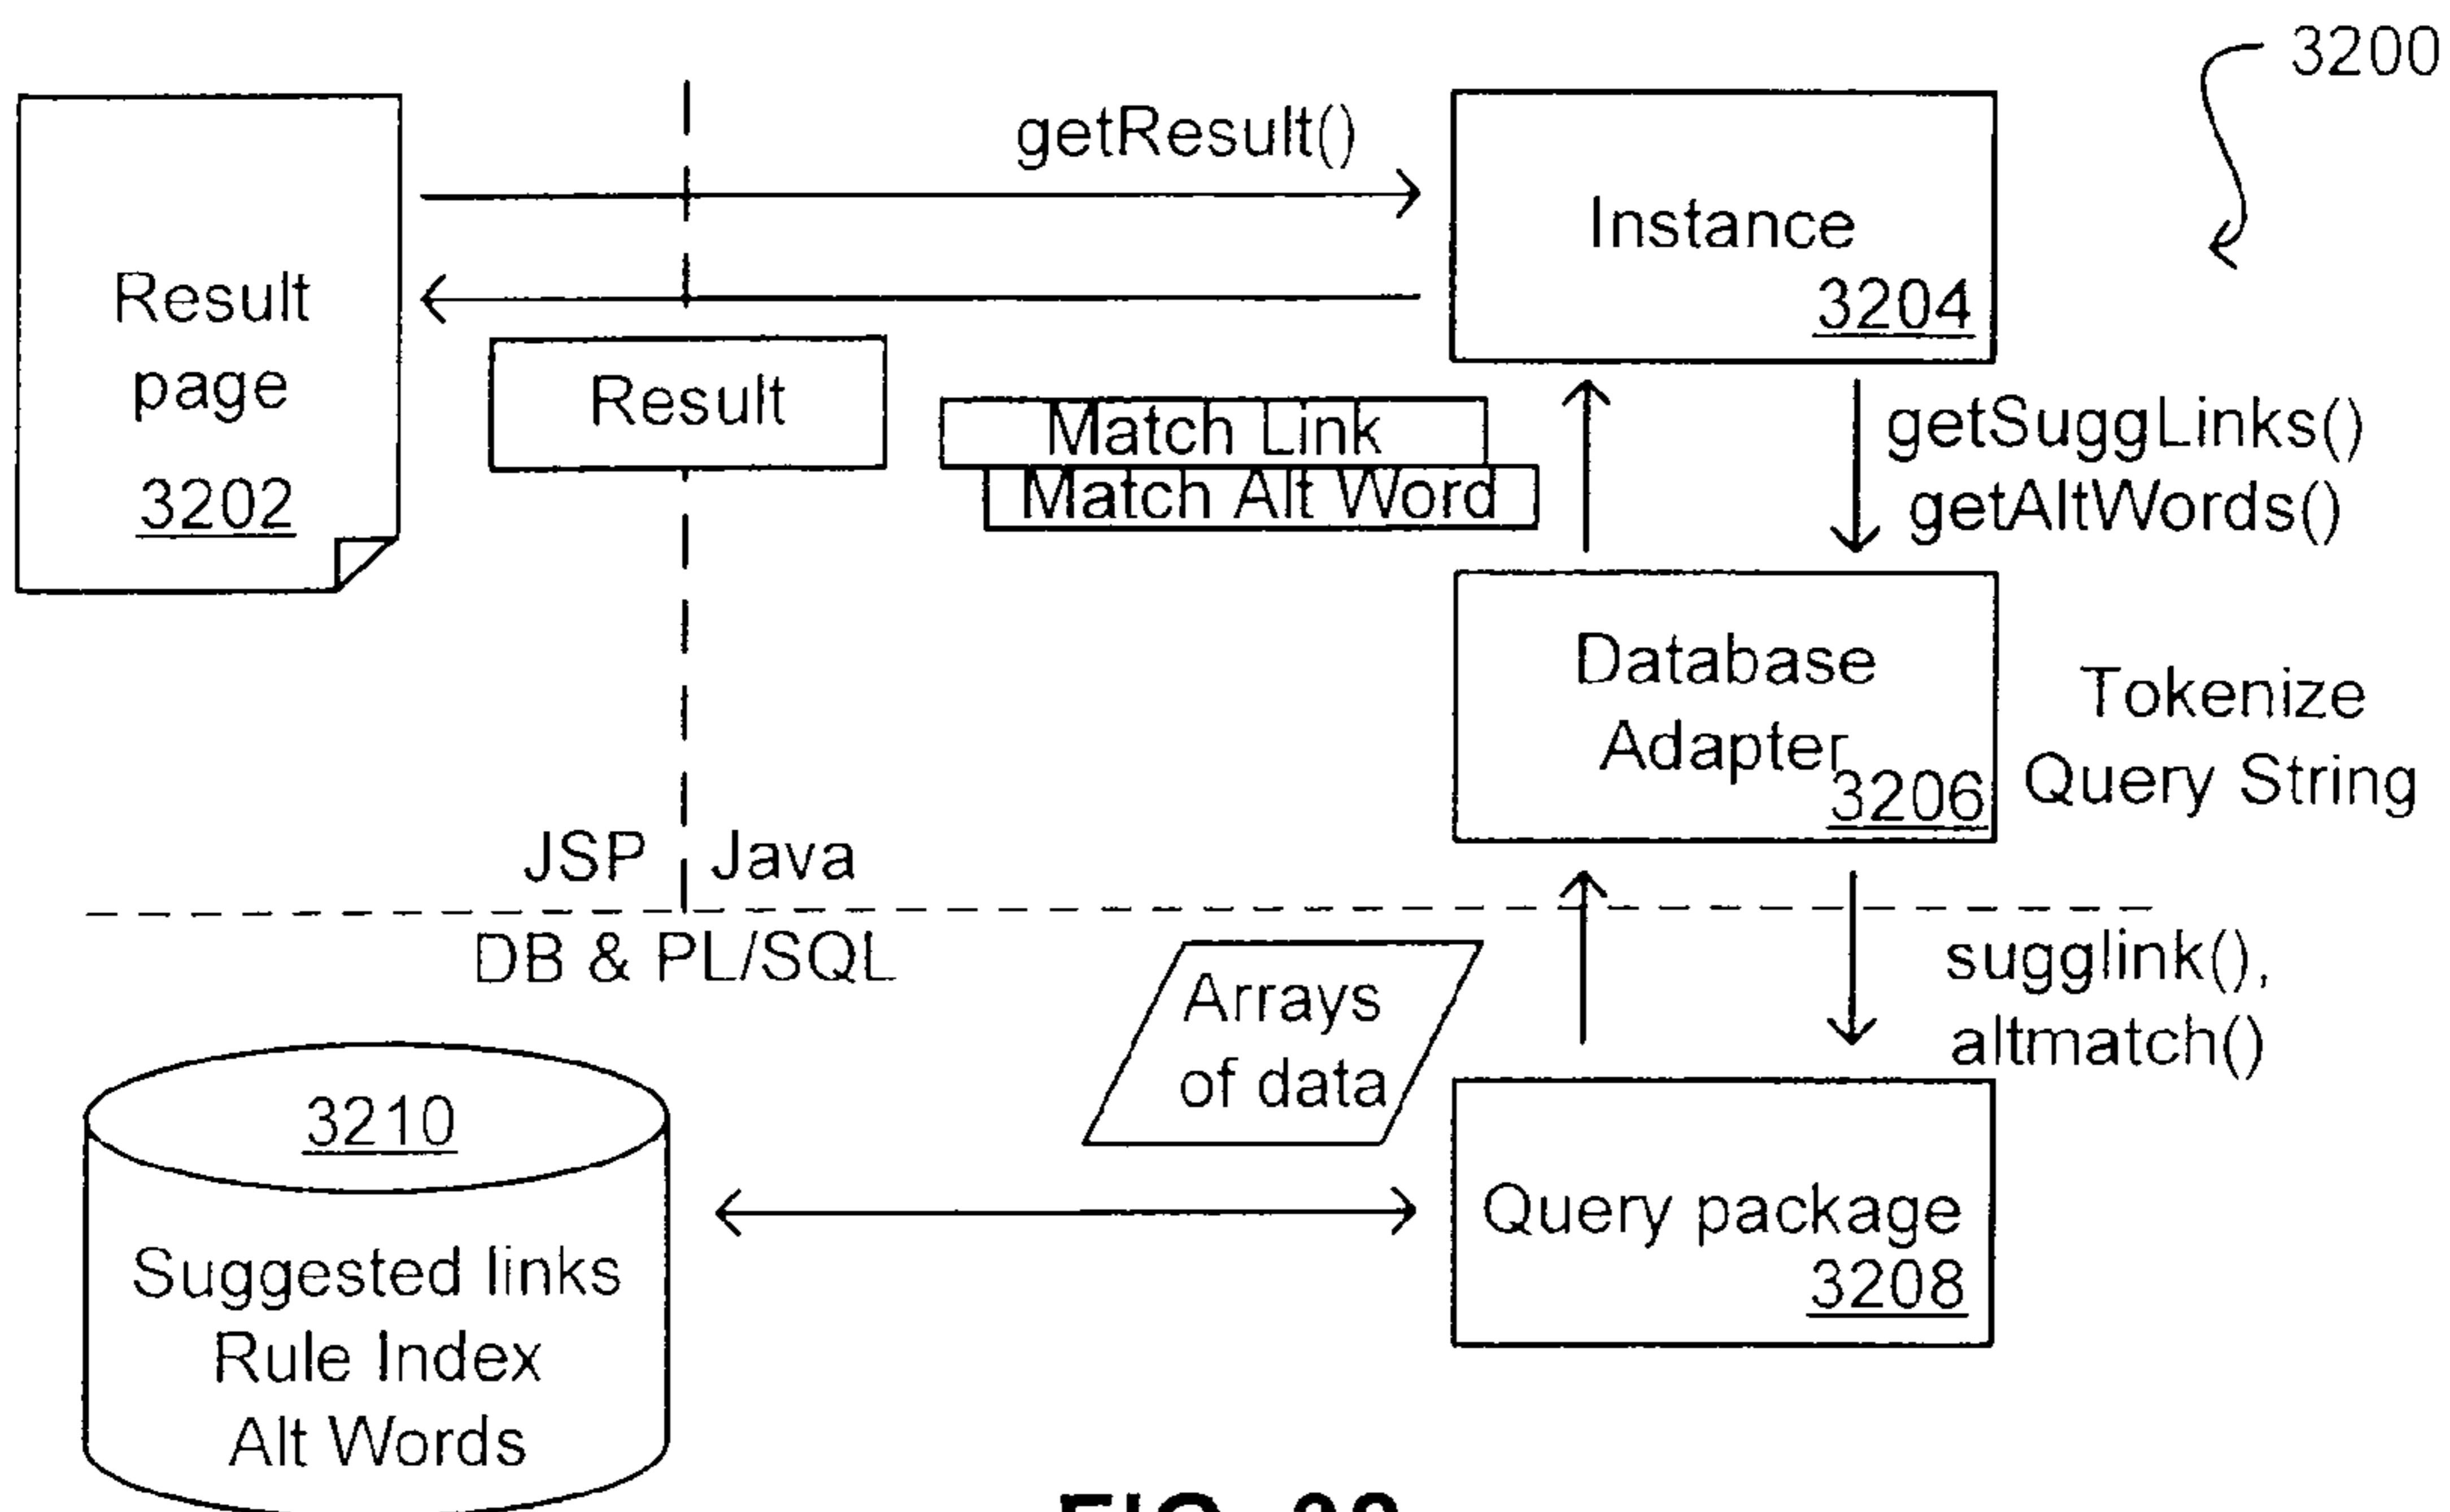 3200
getResult()
Result
page
3202
Instance
3204
Result
Match Link
Match Alt Word
getSuggLinks()
getAltWords()
Database
Adapter
3206
Tokenize
Query String
JSP
Java
DB & PL/SQL
Arrays
of data
sugglink(),
altmatch()
3210
Suggested links
Rule Index
Alt Words
Query package
3208